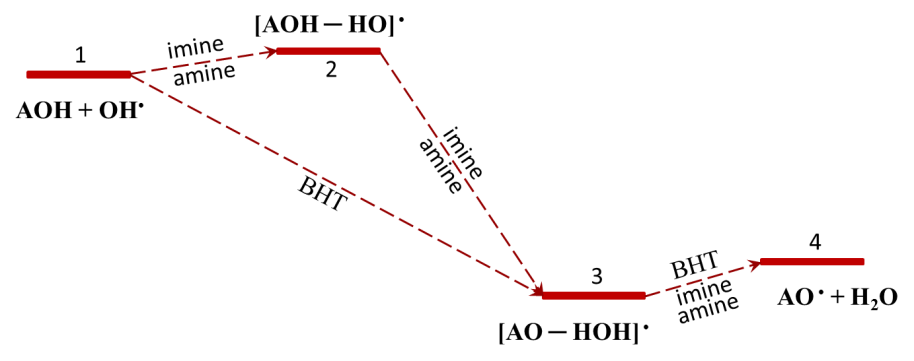 [AOH — HO]•
1
imine
amine
2
AOH + OH•
imine
amine
BHT
3
BHT
imine
amine
4
AO• + H₂O
[AO — HOH]•